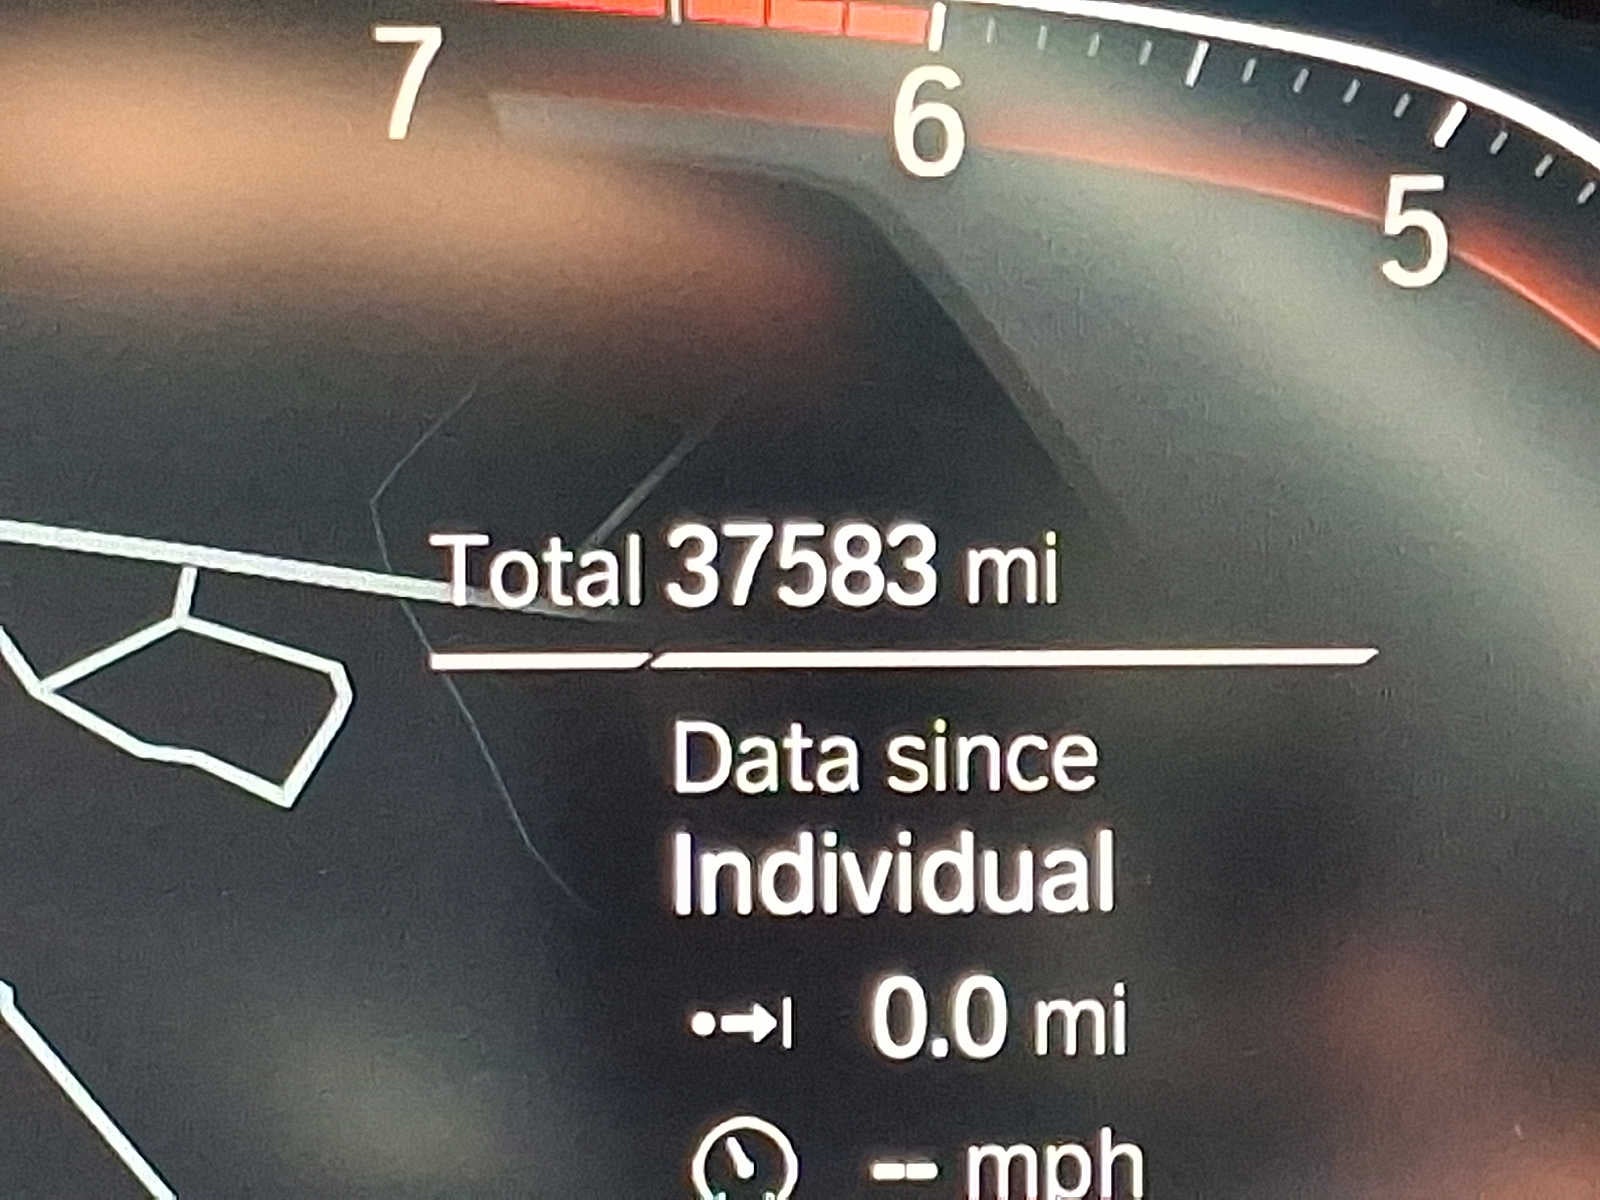 7
6
5
Total 37583 mi
Data since
Individual
0.0 mi
-- mph